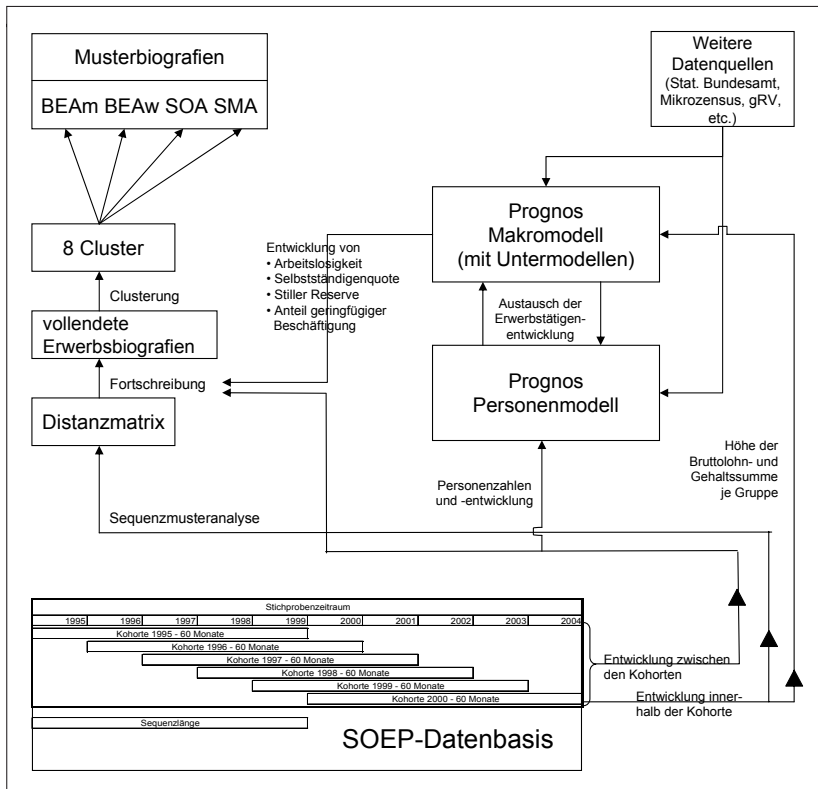 Musterbiografien
BEAm BEAw SOA SMA
Weitere
Datenquellen
(Stat. Bundesamt,
Mikrozensus, gRV,
etc.)
8 Cluster
Clusterung
vollendete
Erwerbsbiografien
Fortschreibung
Distanzmatrix
Sequenzmusteranalyse
Entwicklung von
• Arbeitslosigkeit
• Selbstständigenquote
• Stiller Reserve
• Anteil geringfügiger
Beschäftigung
Prognos
Makromodell
(mit Untermodellen)
Austausch der
Erwerbstätigen-
entwicklung
Prognos
Personenmodell
Personenzahlen
und -entwicklung
Höhe der
Bruttolohn- und
Gehaltssumme
je Gruppe
Stichprobenzeitraum
1995 1996 1997 1998 1999 2000 2001 2002 2003 2004
Kohorte 1995 - 60 Monate
Kohorte 1996 - 60 Monate
Kohorte 1997 - 60 Monate
Kohorte 1998 - 60 Monate
Kohorte 1999 - 60 Monate
Kohorte 2000 - 60 Monate
Sequenzlänge
SOEP-Datenbasis
Entwicklung zwischen
den Kohorten
Entwicklung inner-
halb der Kohorte